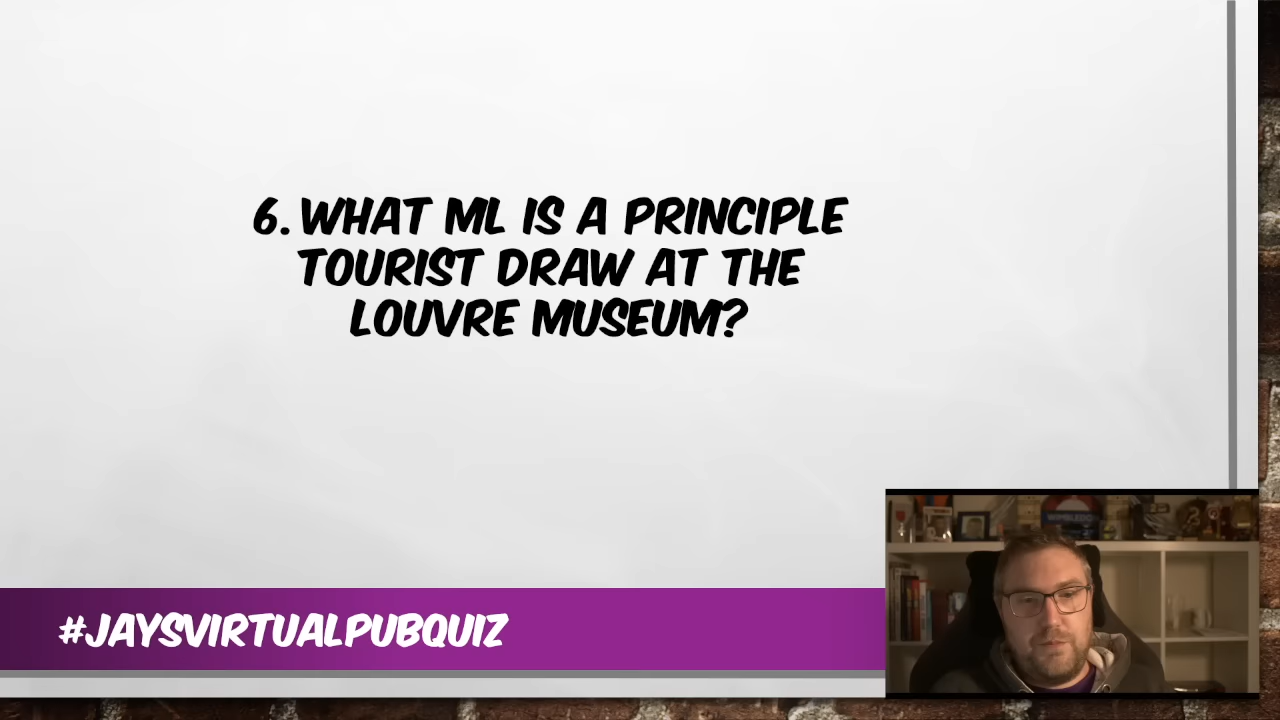 6. WHAT ML IS A PRINCIPLE
TOURIST DRAW AT THE
LOUVRE MUSEUM?
#JAYSVIRTUALPUBQUIZ